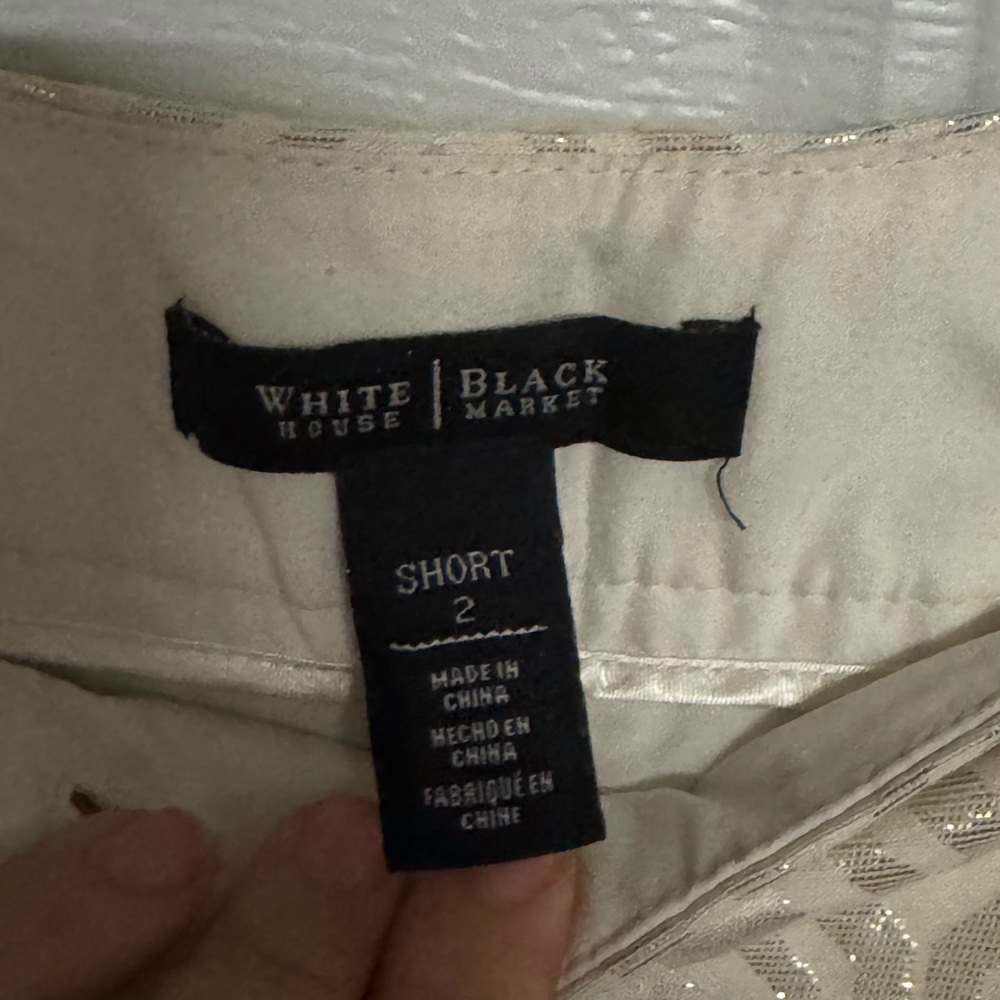 WHITE | BLACK
HOUSE MARKET
SHORT
2
MADE IN
CHINA
HECHO EN
CHINA
FABRIQUÉ EN
CHINE